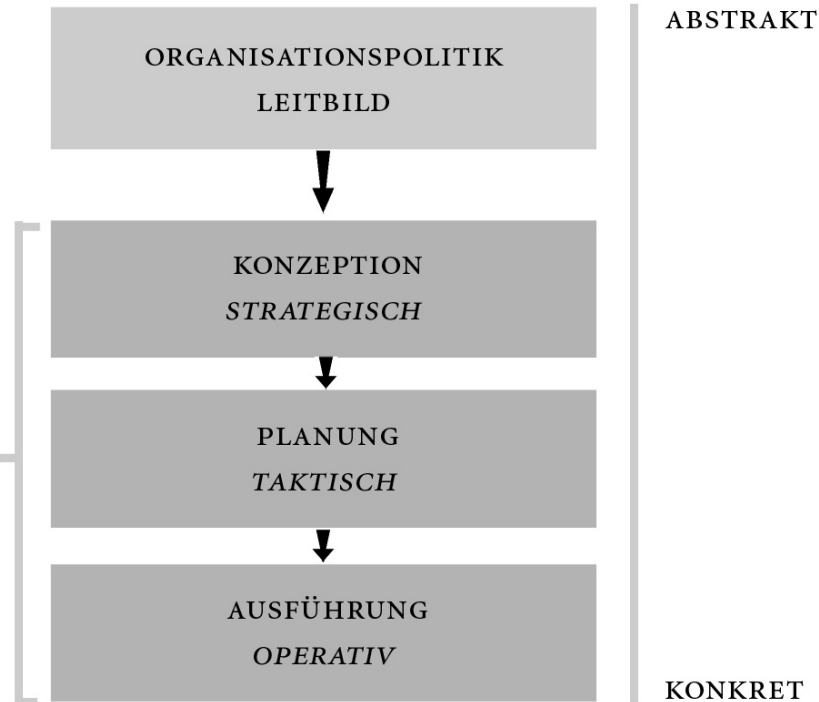 ABSTRAKT
ORGANISATIONSPOLITIK
LEITBILD
KONZEPTION
STRATEGISCH
PLANUNG
TAKTISCH
AUSFÜHRUNG
OPERATIV
KONKRET